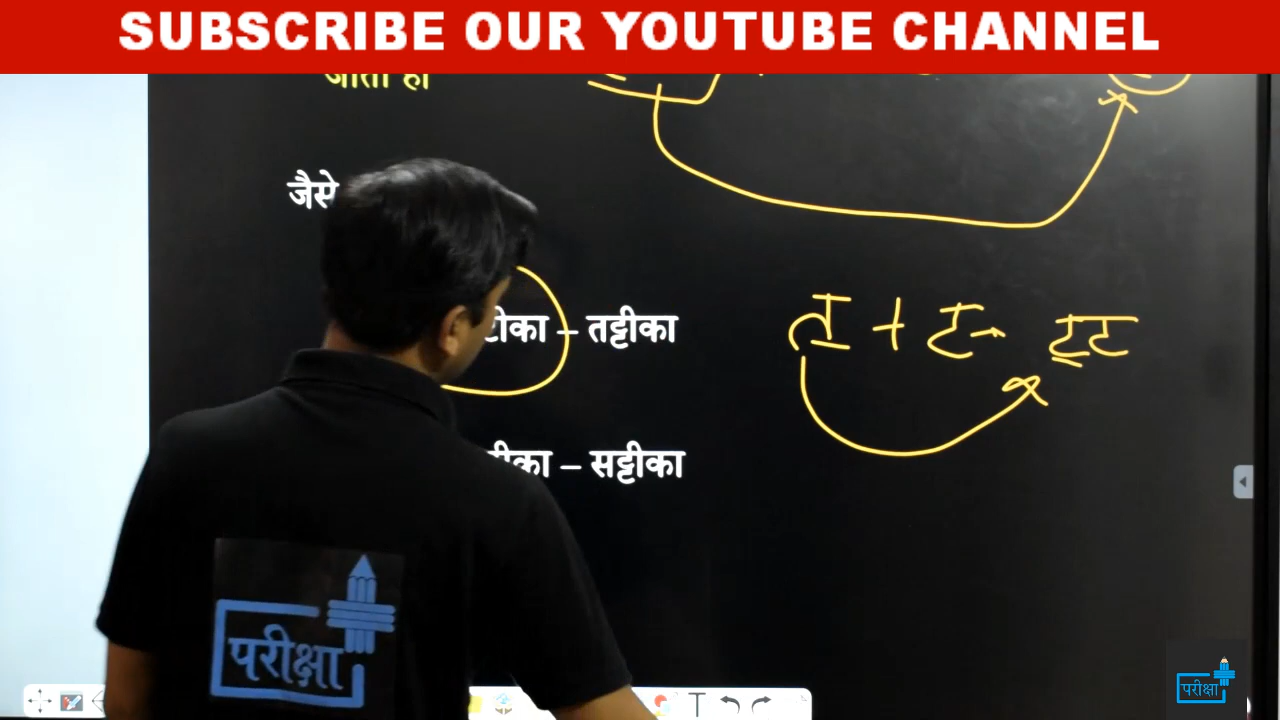 SUBSCRIBE OUR YOUTUBE CHANNEL
जाता हो
जैसे
टीका – तट्टीका
त + ट → ट्ट
टीका – सट्टीका
परीक्षा
T
परीक्षा